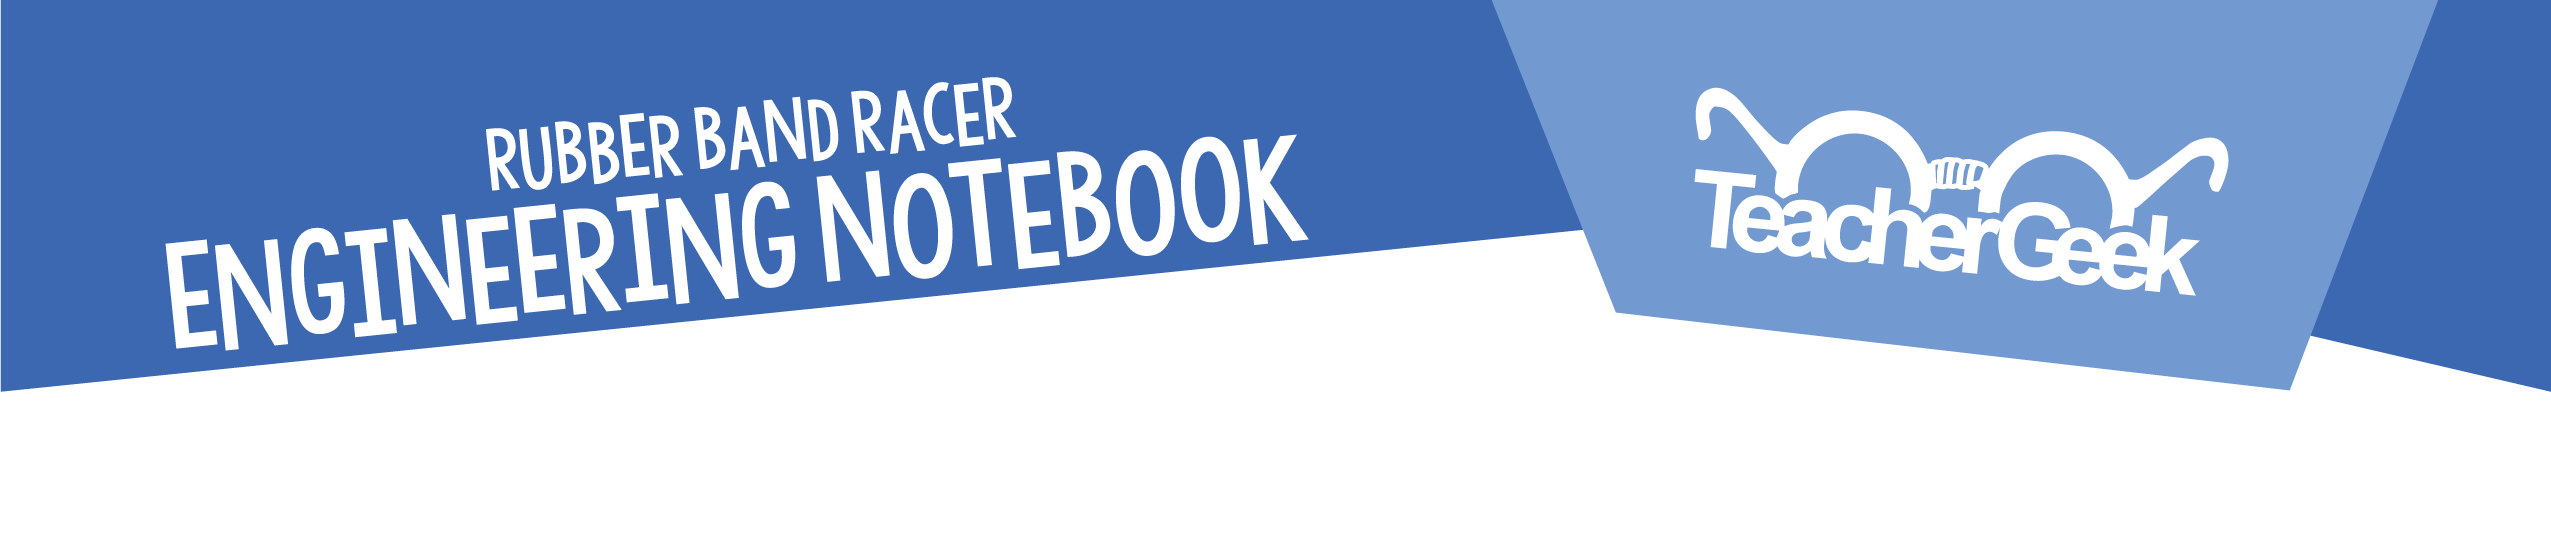 RUBBER BAND RACER
ENGINEERING NOTEBOOK
TeacherGeek